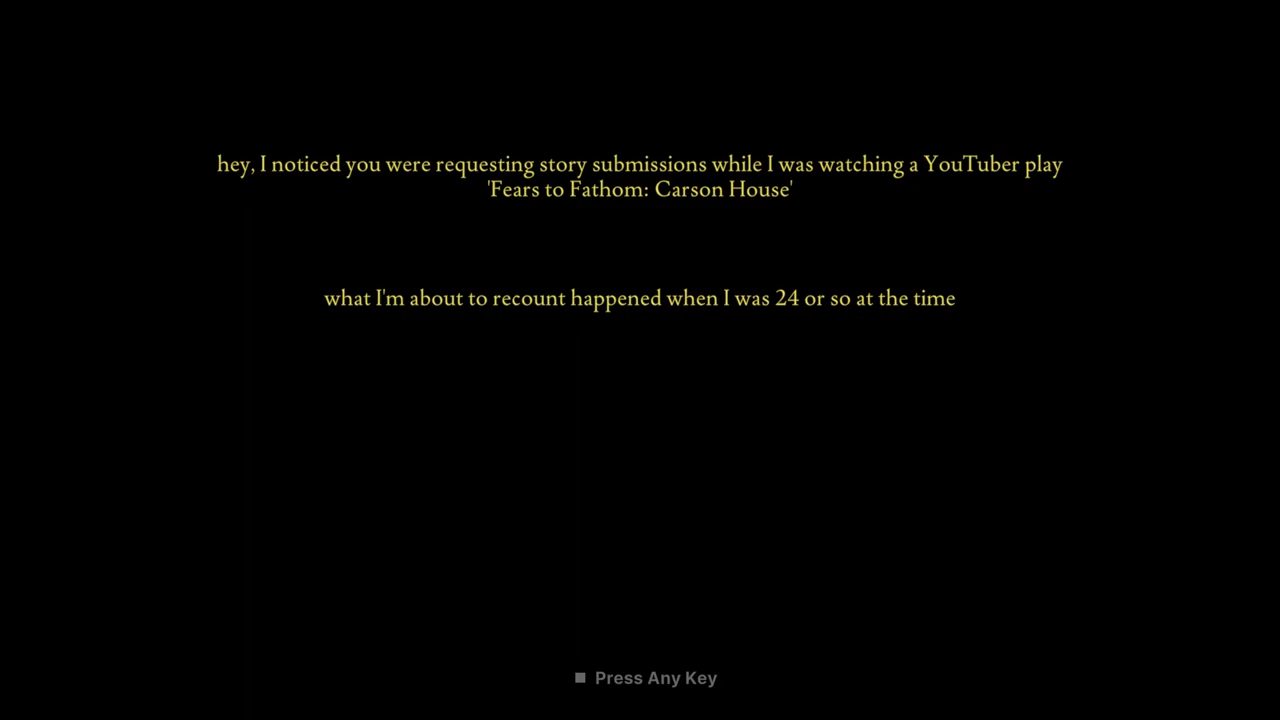 hey, I noticed you were requesting story submissions while I was watching a YouTuber play
'Fears to Fathom: Carson House'
what I'm about to recount happened when I was 24 or so at the time
Press Any Key